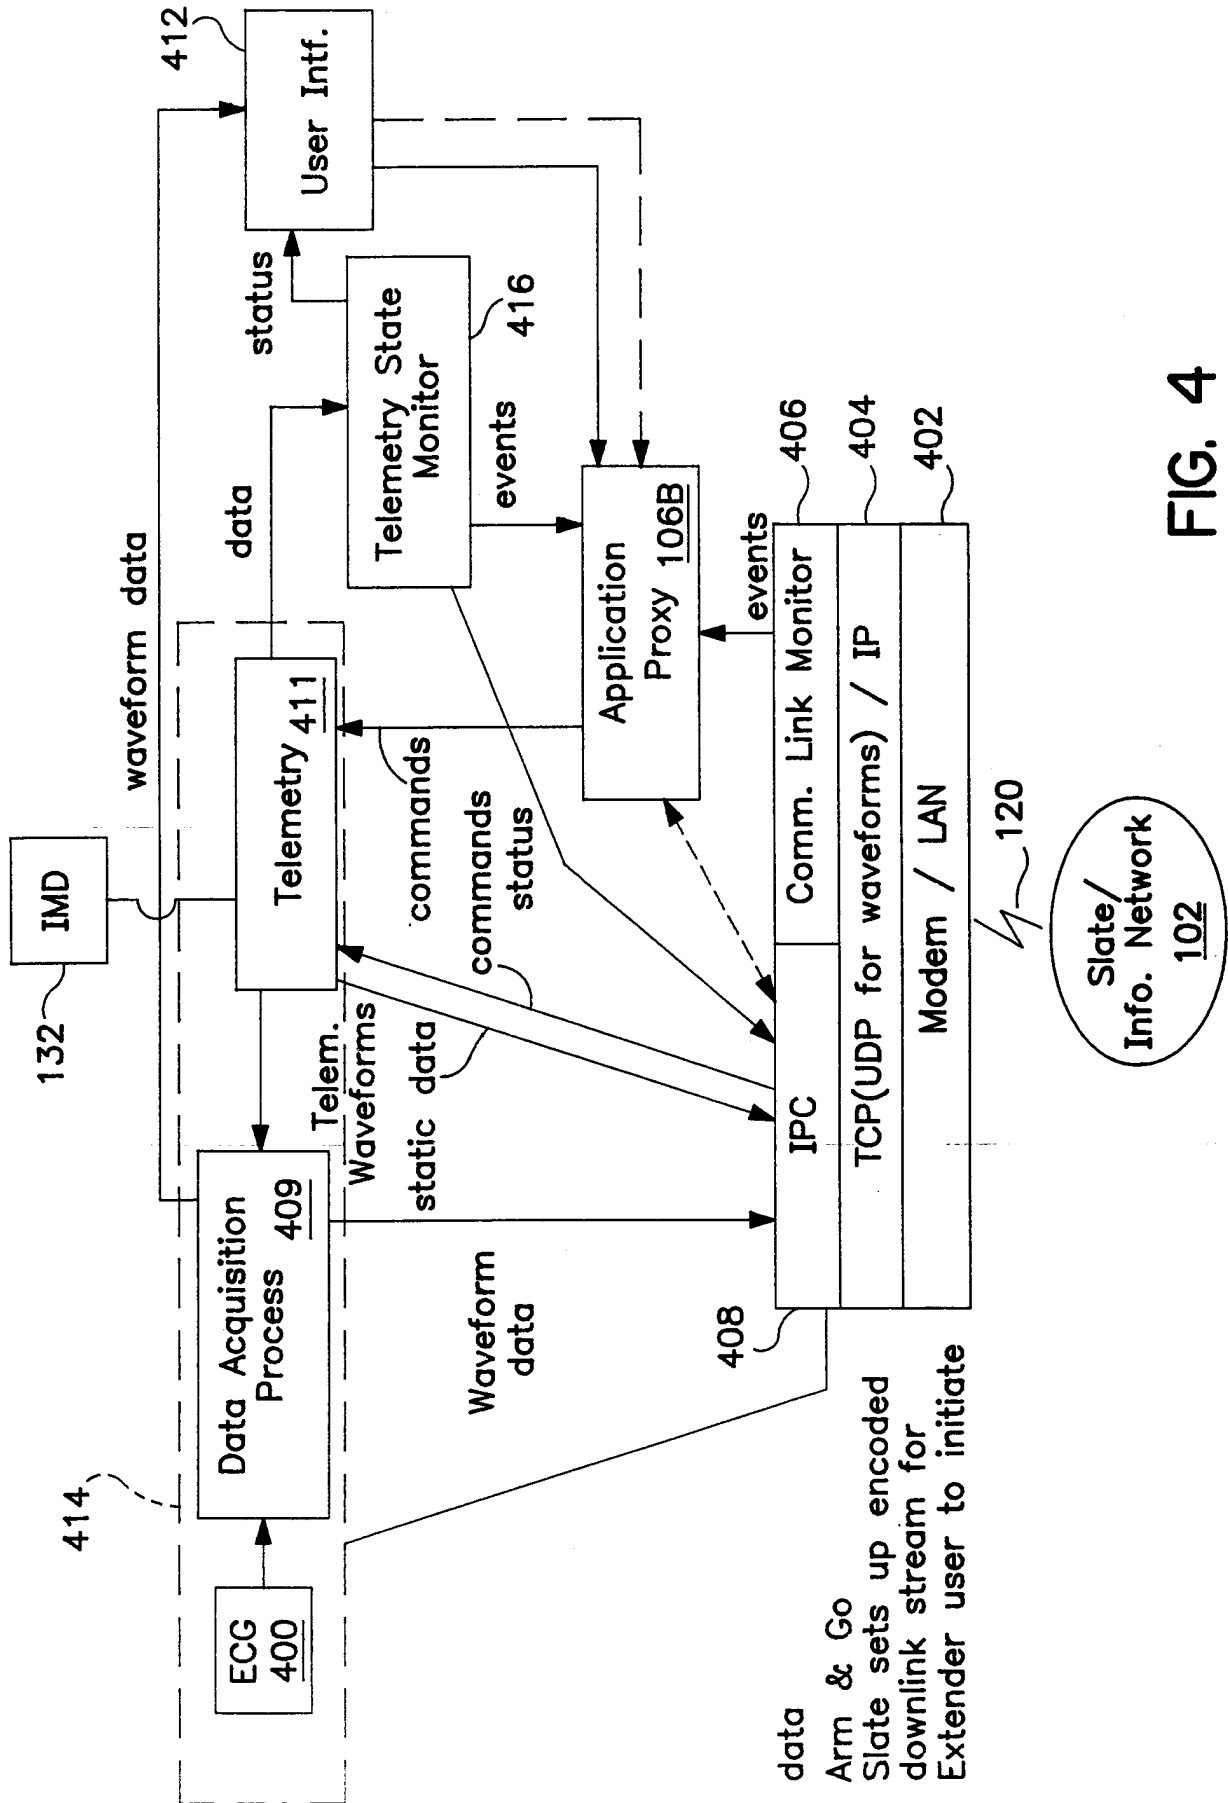 412
User Intf.
status
waveform data
data
Telemetry State
Monitor
416
events
IMD
132
Telemetry
411
commands
commands
status
Application
Proxy 106B
events
414
ECG
400
Data Acquisition
Process 409
Telem.
Waveforms
static data
Waveform
data
408
IPC
Comm. Link Monitor
406
TCP(UDP for waveforms) / IP
404
Modem / LAN
402
120
Slate/
Info. Network
102
data
Arm & Go
Slate sets up encoded
downlink stream for
Extender user to initiate
FIG. 4